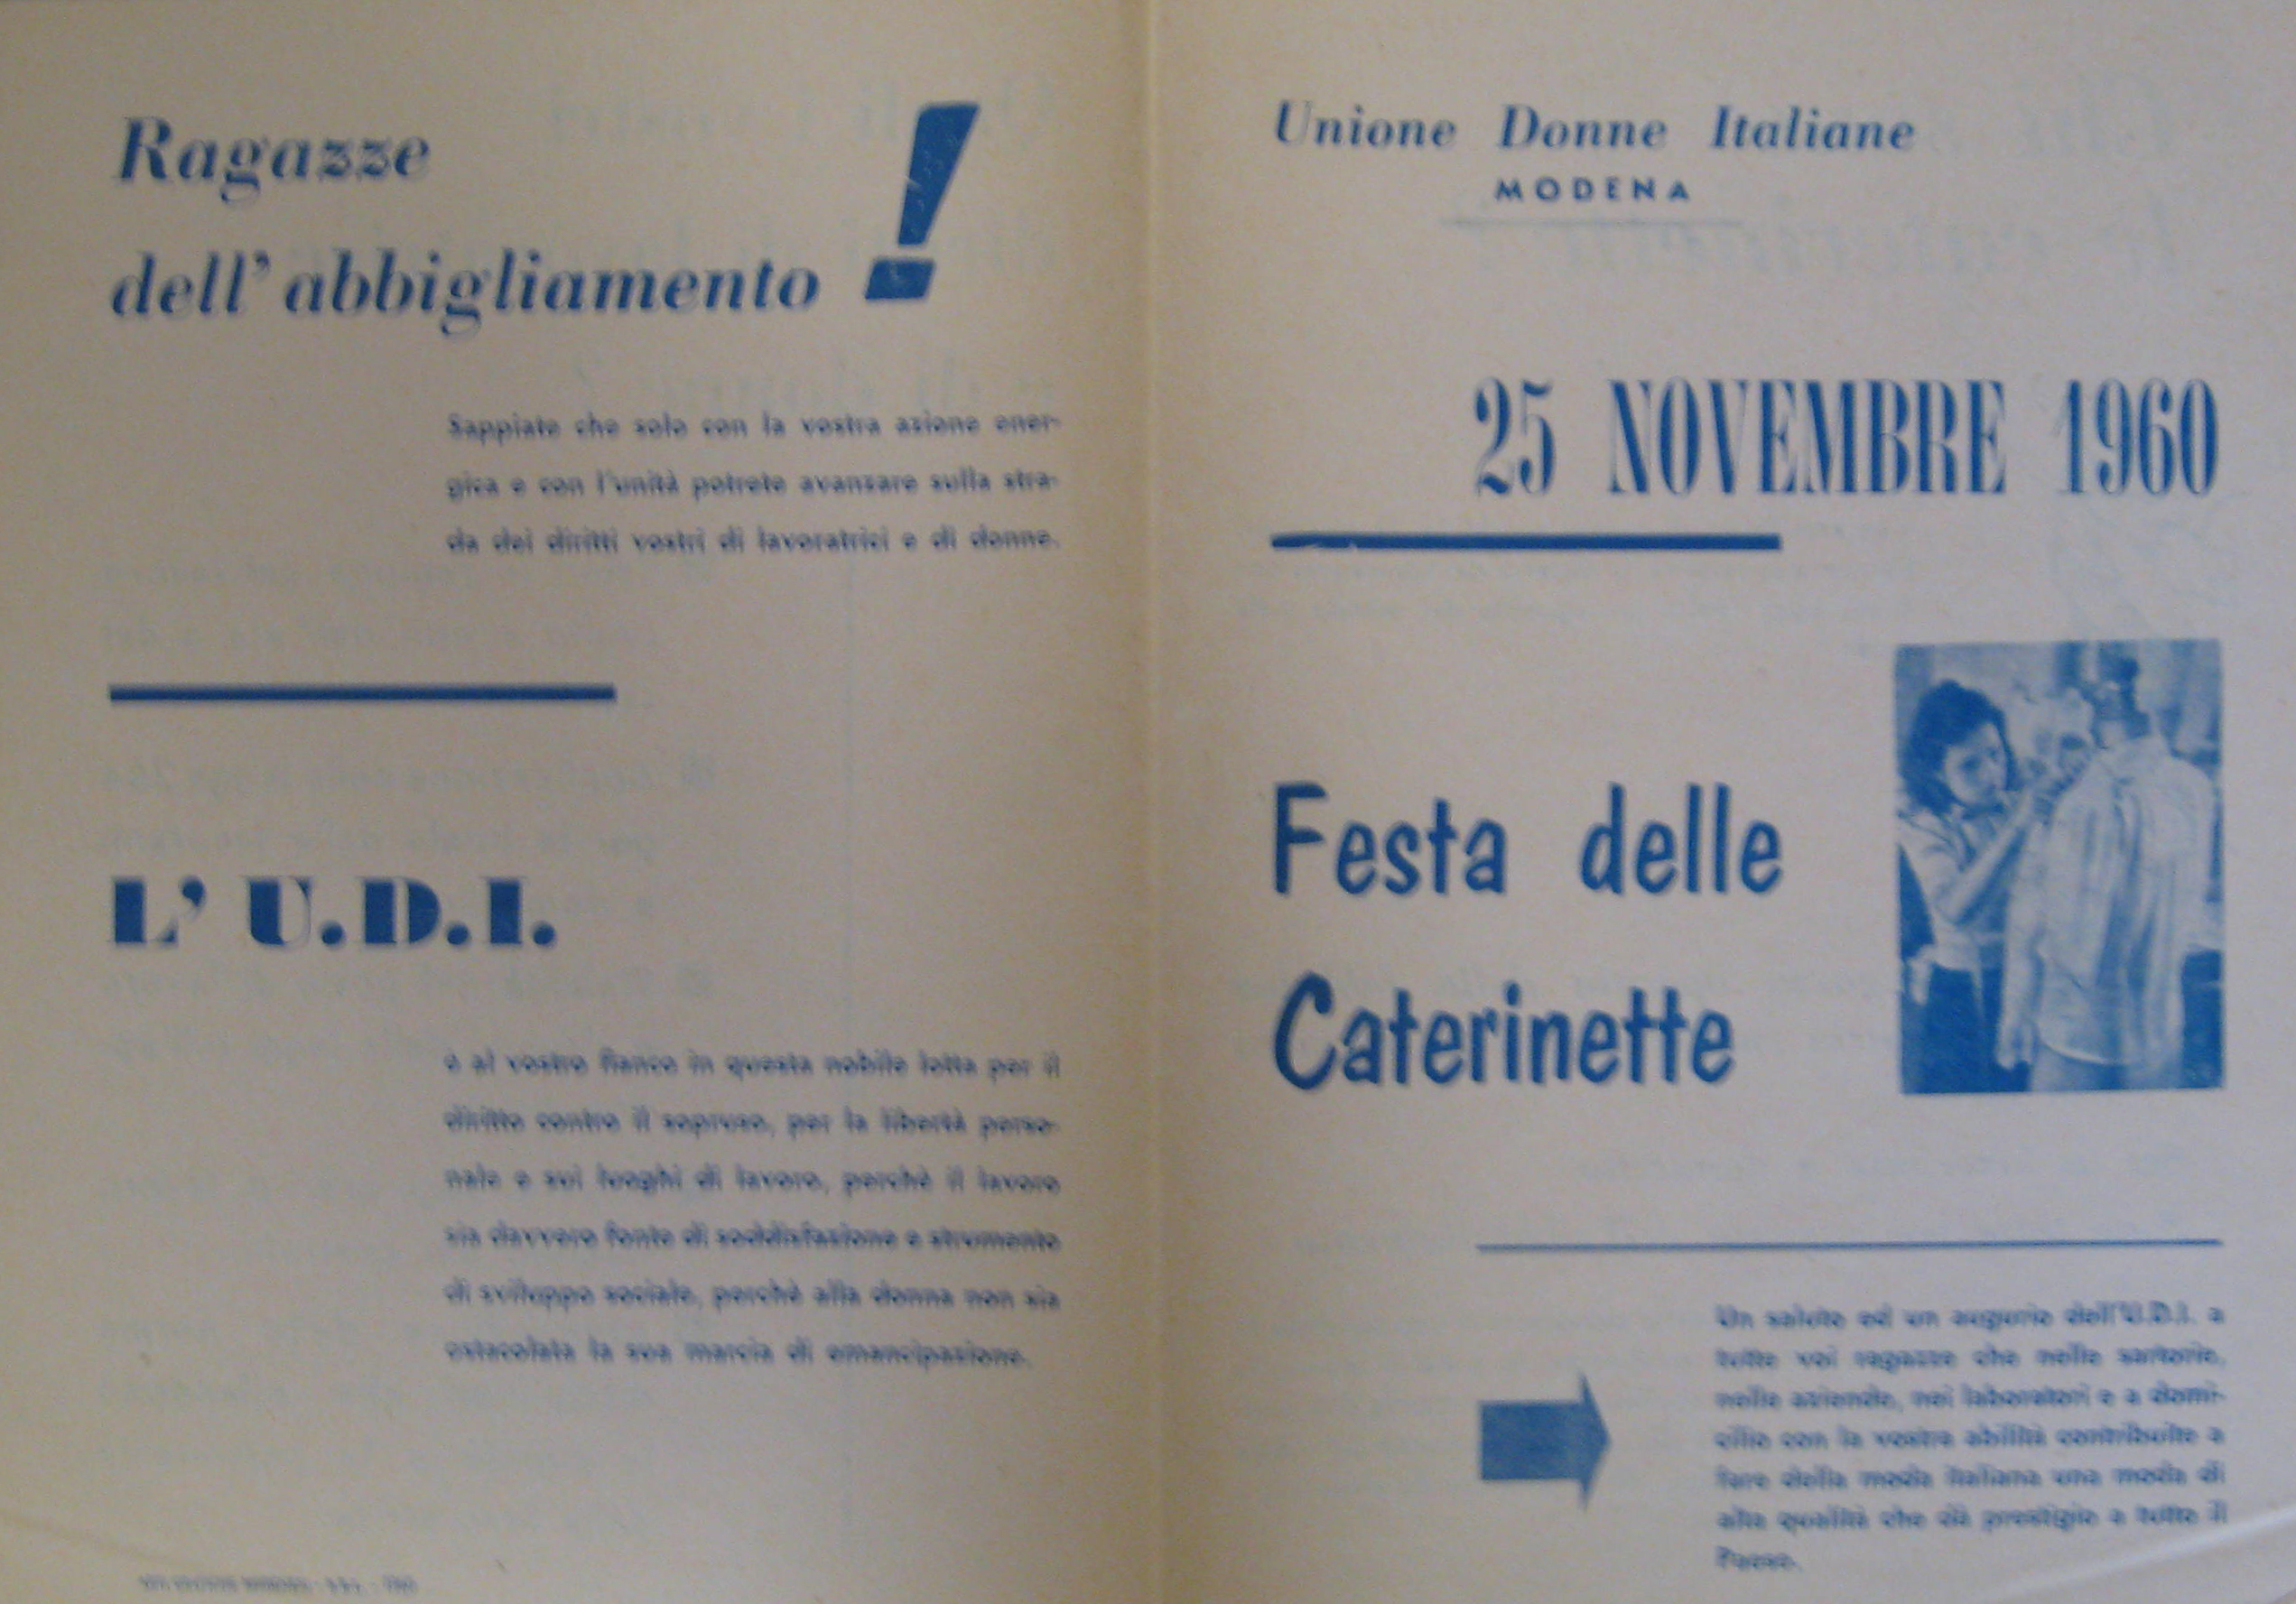 Ragazze
dell' abbigliamento !
Sappiate che solo con la vostra azione ener-
gica e con l'unità potrete avanzare sulla stra-
da dei diritti vostri di lavoratrici e di donne.
L' U.D.I.
e al vostro fianco in questa nobile lotta per il
diritto contro il sopruso, per la libertà perso-
nale e sui luoghi di lavoro, perchè il lavoro
sia davvero fonte di soddisfazione e strumento
di sviluppo sociale, perchè alla donna non sia
ostacolata la sua marcia di emancipazione.
Unione Donne Italiane
MODENA
25 NOVEMBRE 1960
Festa delle
Caterinette
Un saluto ed un augurio dell'U.D.I. a
tutte voi ragazze che nelle sartorie,
nelle aziende, nei laboratori e a domi-
cilio con la vostra abilità contribuite a
fare della moda italiana una moda di
alta qualità che dà prestigio a tutto il
Paese.